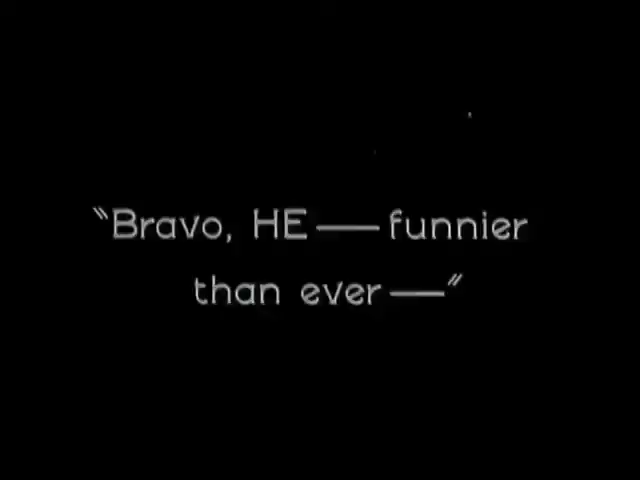 "Bravo, HE — funnier
than ever —"